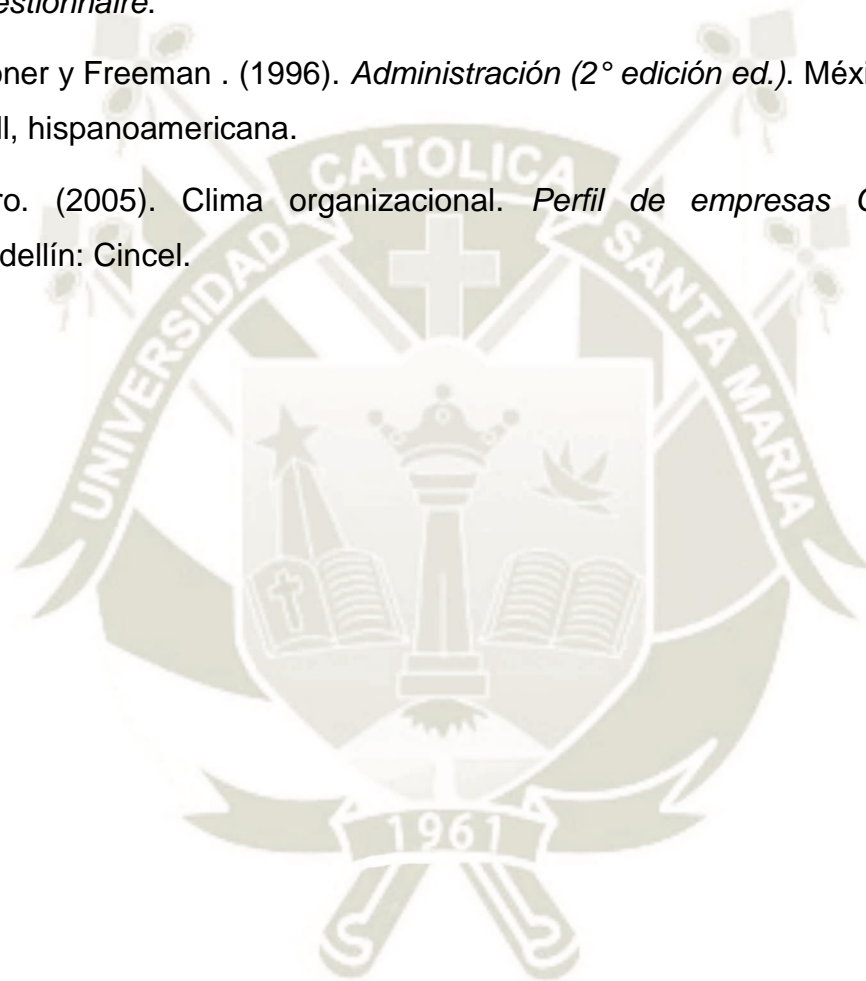 estionnaire.
oner y Freeman . (1996). Administración (2° edición ed.). Méxi
ll, hispanoamericana.
ro. (2005). Clima organizacional. Perfil de empresas C
dellín: Cincel.
UNIVERSIDAD CATOLICA SANTA MARIA
1961